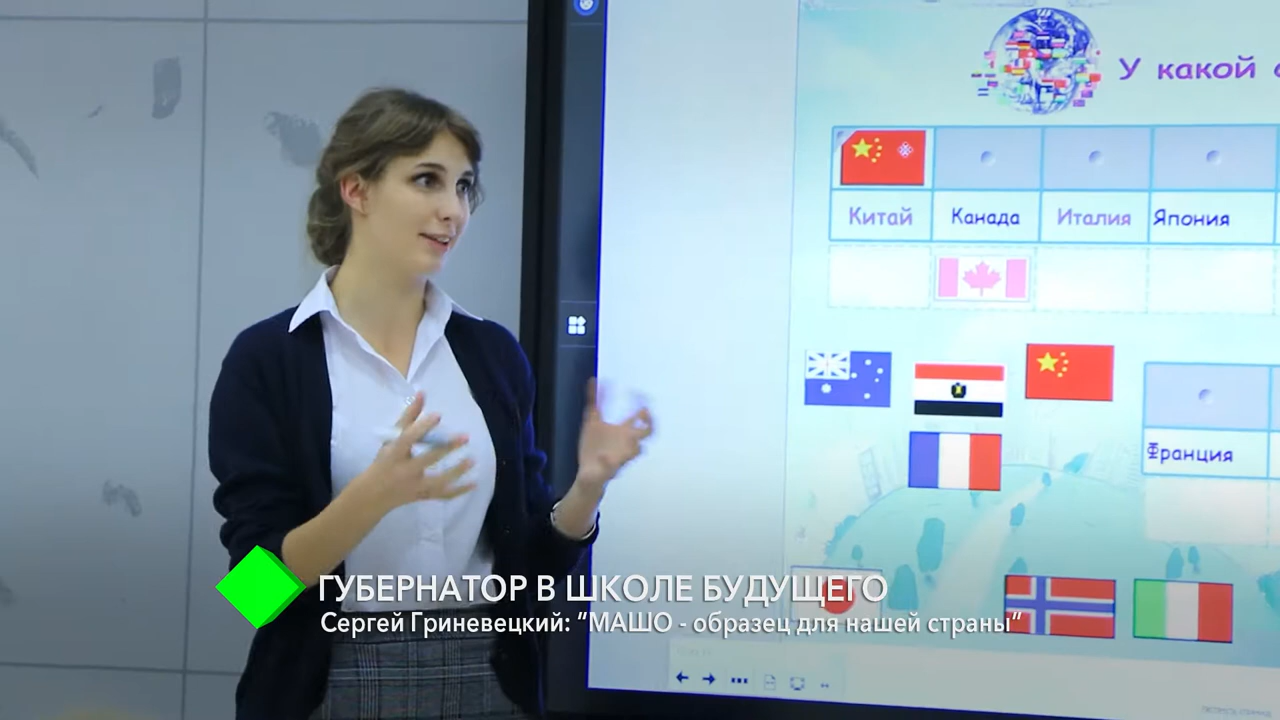 У какой
Китай
Канада
Италия
Япония
Франция
ГУБЕРНАТОР В ШКОЛЕ БУДУЩЕГО
Сергей Гриневецкий: “МАШО - образец для нашей страны”